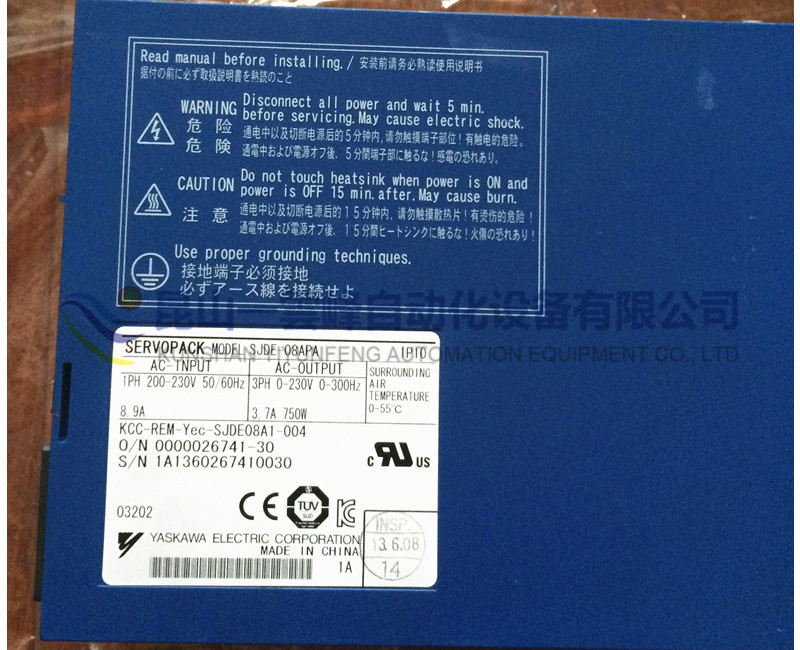 Read manual before installing./ 安装前请务必熟读使用说明书
据付の前に必ず取扱説明書を熟読のこと
WARNING Disconnect all power and wait 5 min.
before servicing. May cause electric shock.
危 险 通电中以及切断电源后的5分钟内,请勿触摸端子部位! 有触电的危险。
危 険 通電中および電源オフ後、5分間端子部に触るな! 感電の恐れあり。
CAUTION Do not touch heatsink when power is ON and
power is OFF 15 min. after. May cause burn.
注 意 通电中以及切断电源后的15分钟内, 请勿触摸散热片! 有烫伤的危险!
通電中および電源オフ後、15分間ヒートシンクに触るな! 火傷の恐れあり!
Use proper grounding techniques.
接地端子必须接地
必ずアース線を接続せよ
自动化设备有限公司
KUNSHAN YIYUNFENG AUTOMATION EQUIPMENT CO., LTD
SERVOPACK MODEL SJDE-08APA IP10
AC-INPUT AC-OUTPUT SURROUNDING AIR TEMPERATURE 0-55℃
1PH 200-230V 50/60Hz 3PH 0-230V 0-300Hz
8.9A 3.7A 750W
KCC-REM-Yec-SJDE08A1-004
O/N 0000026741-30
S/N 1A1360267410030
c RU US
03202 CE TÜV
YASKAWA ELECTRIC CORPORATION
MADE IN CHINA
1A
INSP.
13.6.08
14